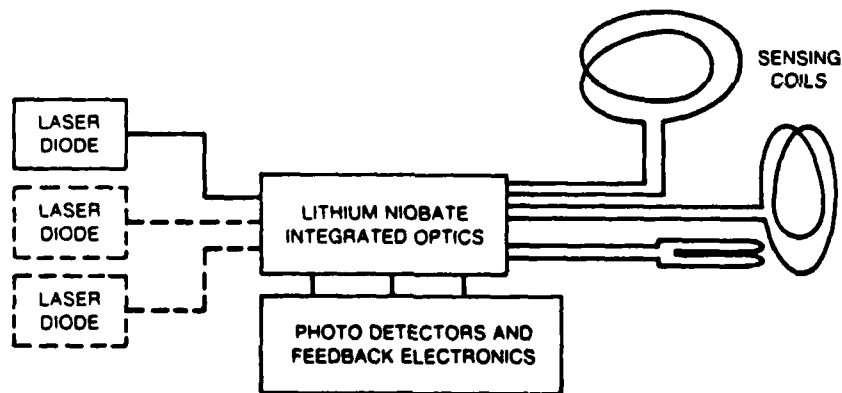 SENSING
COILS
LASER
DIODE
LASER
DIODE
LASER
DIODE
LITHIUM NIOBATE
INTEGRATED OPTICS
PHOTO DETECTORS AND
FEEDBACK ELECTRONICS